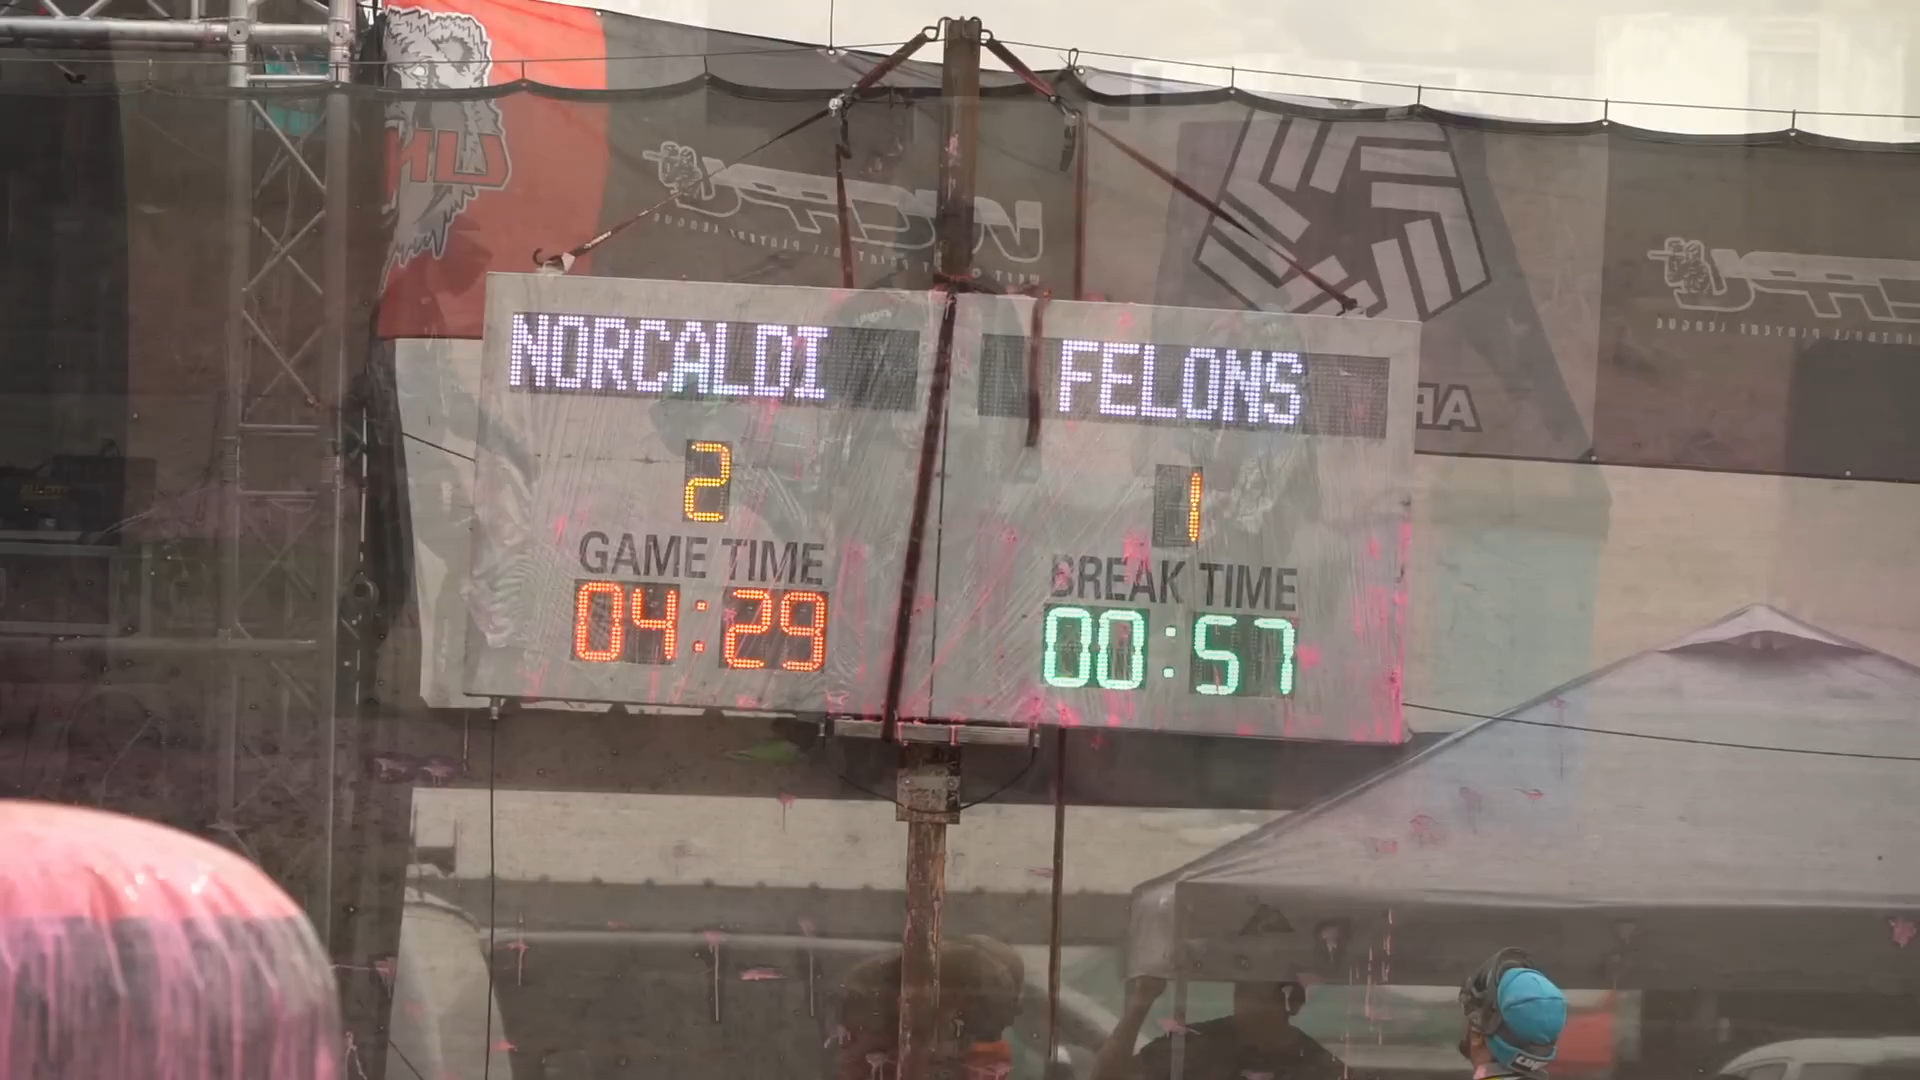 NORCALDI
FELONS
2
1
GAME TIME
BREAK TIME
04:29
00:57